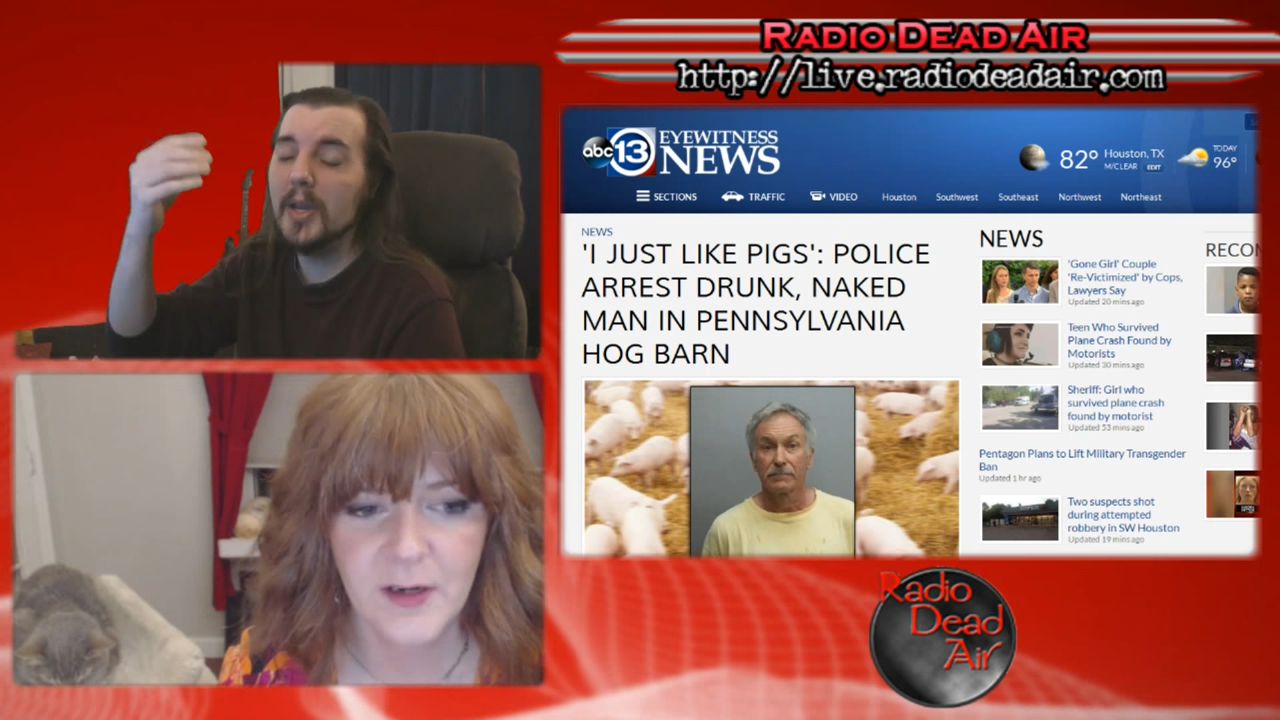 RADIO DEAD AIR
http://live.radiodeadair.com
abc 13 EYEWITNESS
NEWS
82° Houston, TX
M/CLEAR EDIT
TODAY
96°
SECTIONS TRAFFIC VIDEO Houston Southwest Southeast Northwest Northeast
NEWS
'I JUST LIKE PIGS': POLICE
ARREST DRUNK, NAKED
MAN IN PENNSYLVANIA
HOG BARN
NEWS
'Gone Girl' Couple
'Re-Victimized' by Cops,
Lawyers Say
Updated 20 mins ago
Teen Who Survived
Plane Crash Found by
Motorists
Updated 30 mins ago
Sheriff: Girl who
survived plane crash
found by motorist
Updated 53 mins ago
Pentagon Plans to Lift Military Transgender
Ban
Updated 1 hr ago
Two suspects shot
during attempted
robbery in SW Houston
Updated 19 mins ago
RECOM
Radio
Dead
Air